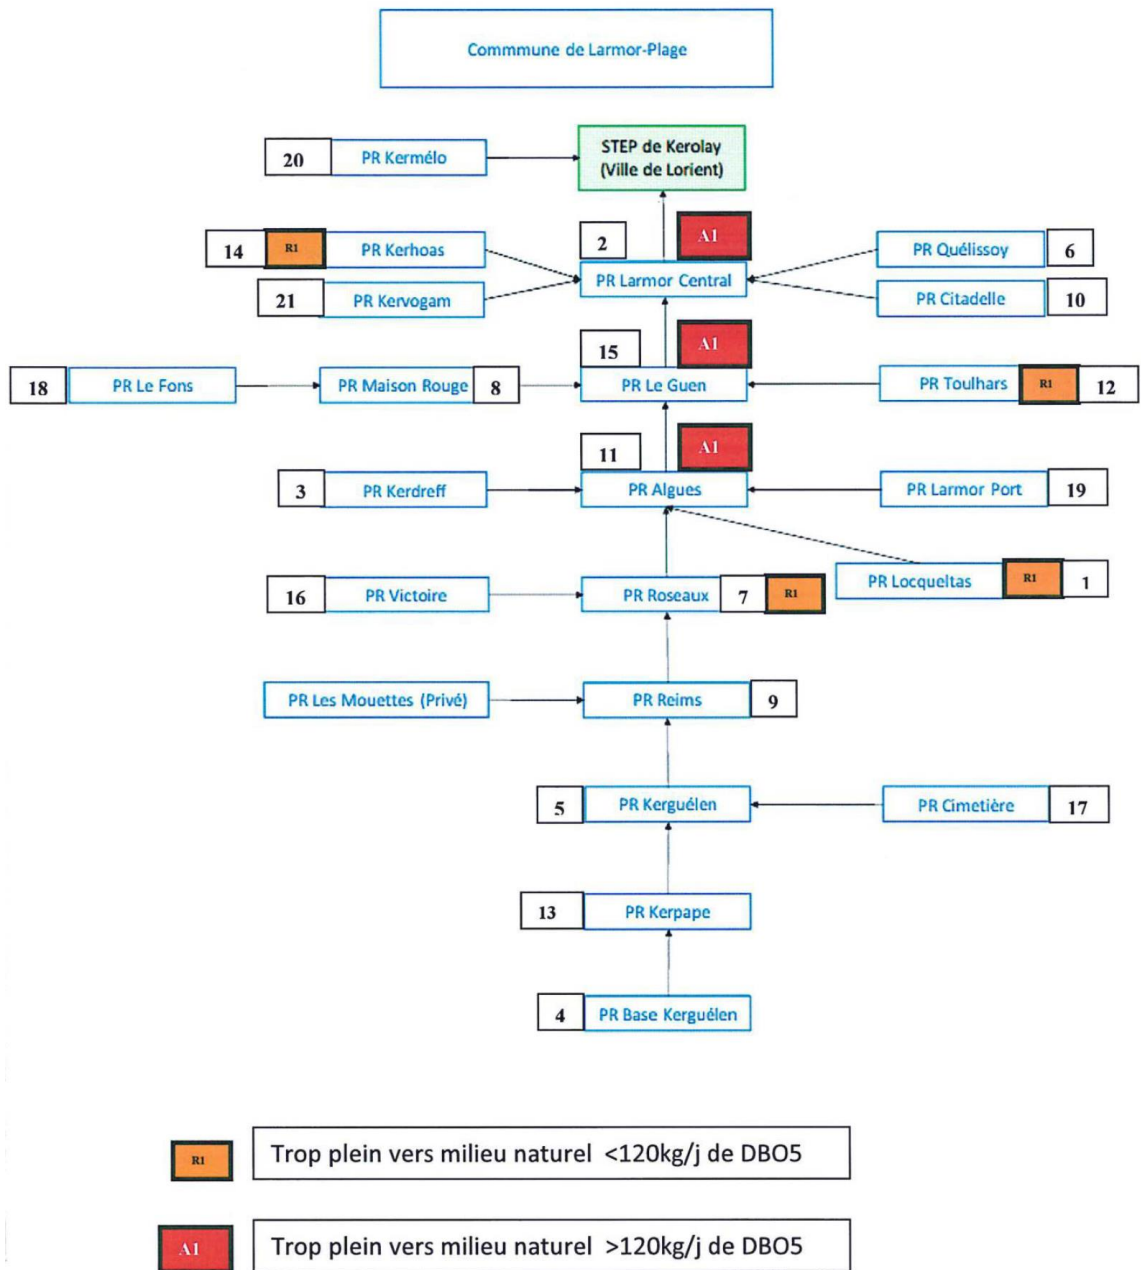 Commmune de Larmor-Plage
20 PR Kermélo
STEP de Kerolay
(Ville de Lorient)
2 A1
14 R1 PR Kerhoas
PR Quélissoy 6
PR Larmor Central
21 PR Kervogam
PR Citadelle 10
15 A1
18 PR Le Fons
PR Maison Rouge 8
PR Le Guen
PR Toulhars R1 12
11 A1
3 PR Kerdreff
PR Algues
PR Larmor Port 19
16 PR Victoire
PR Roseaux 7 R1
PR Locqueltas R1 1
PR Les Mouettes (Privé)
PR Reims 9
5 PR Kerguélen
PR Cimetière 17
13 PR Kerpape
4 PR Base Kerguélen
R1 Trop plein vers milieu naturel <120kg/j de DBO5
A1 Trop plein vers milieu naturel >120kg/j de DBO5